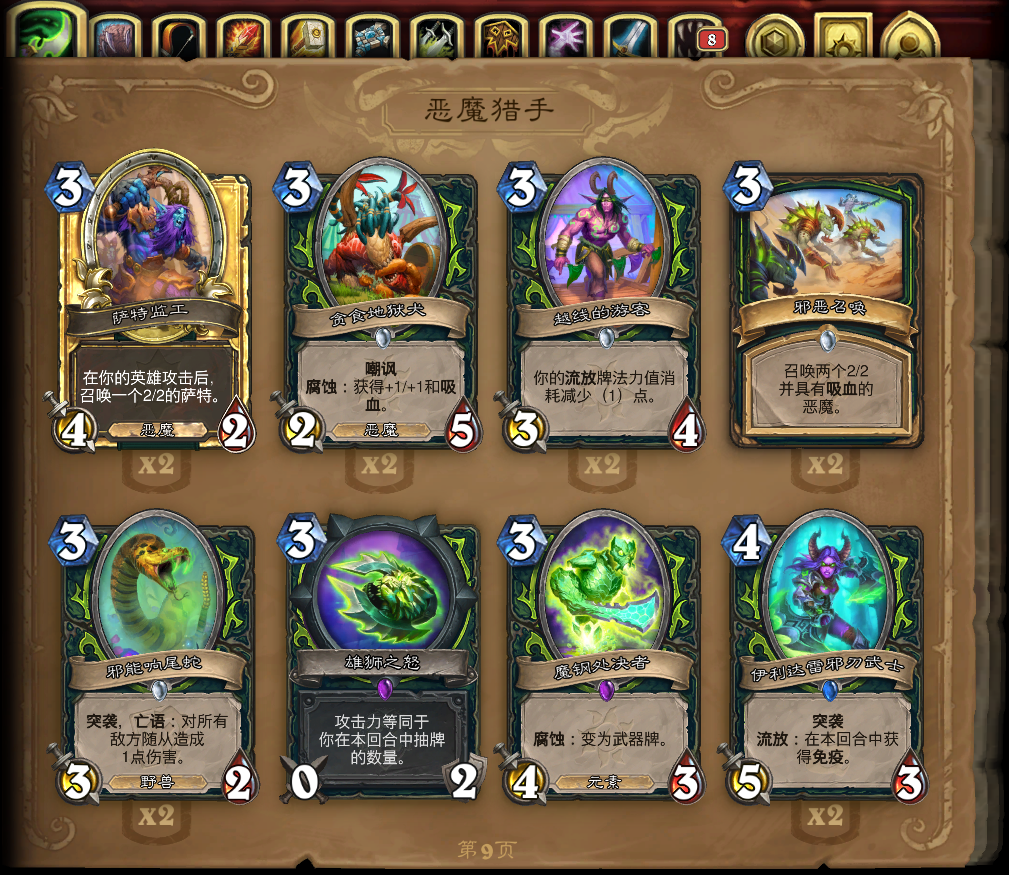 8
恶魔猎手
3
萨特监工
在你的英雄攻击后,
召唤一个2/2的萨特。
4
恶魔
2
x2
3
贪食地狱犬
嘲讽
腐蚀：获得+1/+1和吸
血。
2
恶魔
5
x2
3
越线的游客
你的流放牌法力值消
耗减少（1）点。
3
4
x2
3
邪恶召唤
召唤两个2/2
并具有吸血的
恶魔。
x2
3
邪能响尾蛇
突袭，亡语：对所有
敌方随从造成
1点伤害。
3
野兽
2
x2
3
雄狮之怒
攻击力等同于
你在本回合中抽牌
的数量。
0
2
3
魔钢处决者
腐蚀：变为武器牌。
4
元素
3
4
伊利达雷邪刃武士
突袭
流放：在本回合中获
得免疫。
5
3
x2
第9页